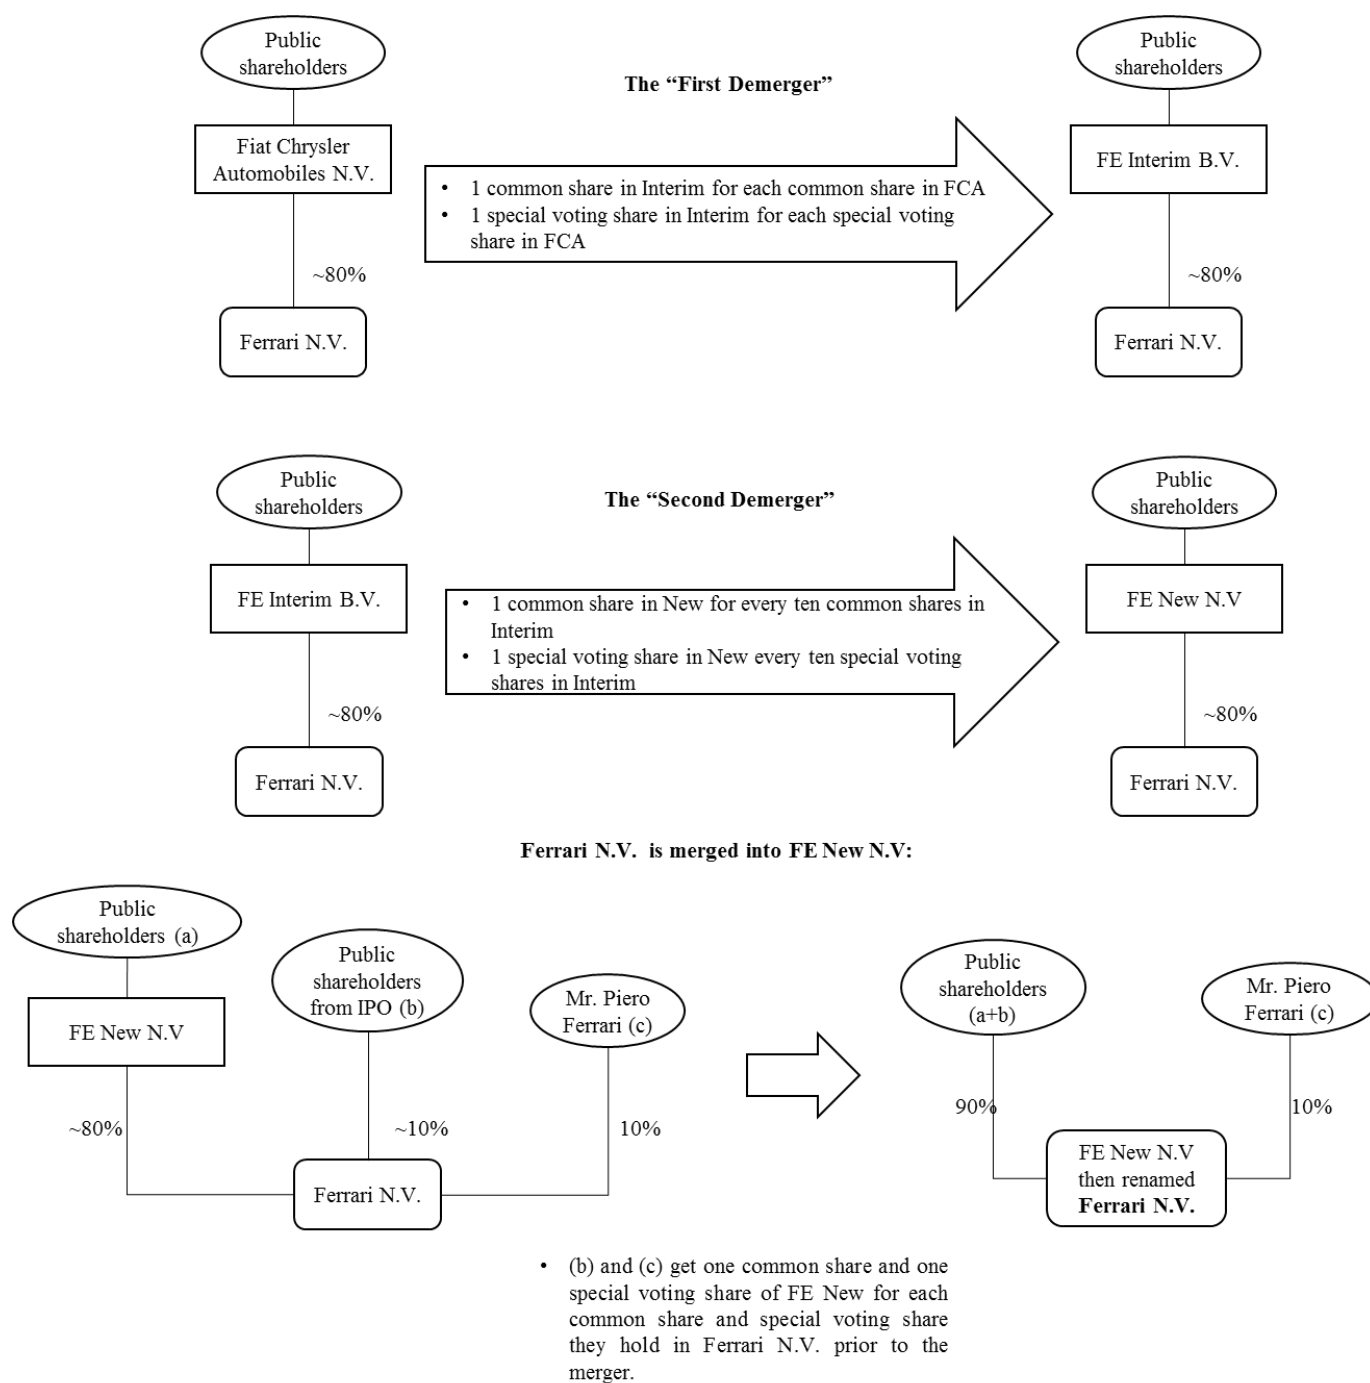 Public
shareholders
Public
shareholders
The “First Demerger”
Fiat Chrysler
Automobiles N.V.
FE Interim B.V.
• 1 common share in Interim for each common share in FCA
• 1 special voting share in Interim for each special voting
share in FCA
~80%
~80%
Ferrari N.V.
Ferrari N.V.
Public
shareholders
Public
shareholders
The “Second Demerger”
FE Interim B.V.
FE New N.V
• 1 common share in New for every ten common shares in
Interim
• 1 special voting share in New every ten special voting
shares in Interim
~80%
~80%
Ferrari N.V.
Ferrari N.V.
Ferrari N.V. is merged into FE New N.V:
Public
shareholders (a)
Public
shareholders
from IPO (b)
Mr. Piero
Ferrari (c)
Public
shareholders
(a+b)
Mr. Piero
Ferrari (c)
FE New N.V
~80%
~10%
10%
90%
10%
Ferrari N.V.
FE New N.V
then renamed
Ferrari N.V.
• (b) and (c) get one common share and one
special voting share of FE New for each
common share and special voting share
they hold in Ferrari N.V. prior to the
merger.